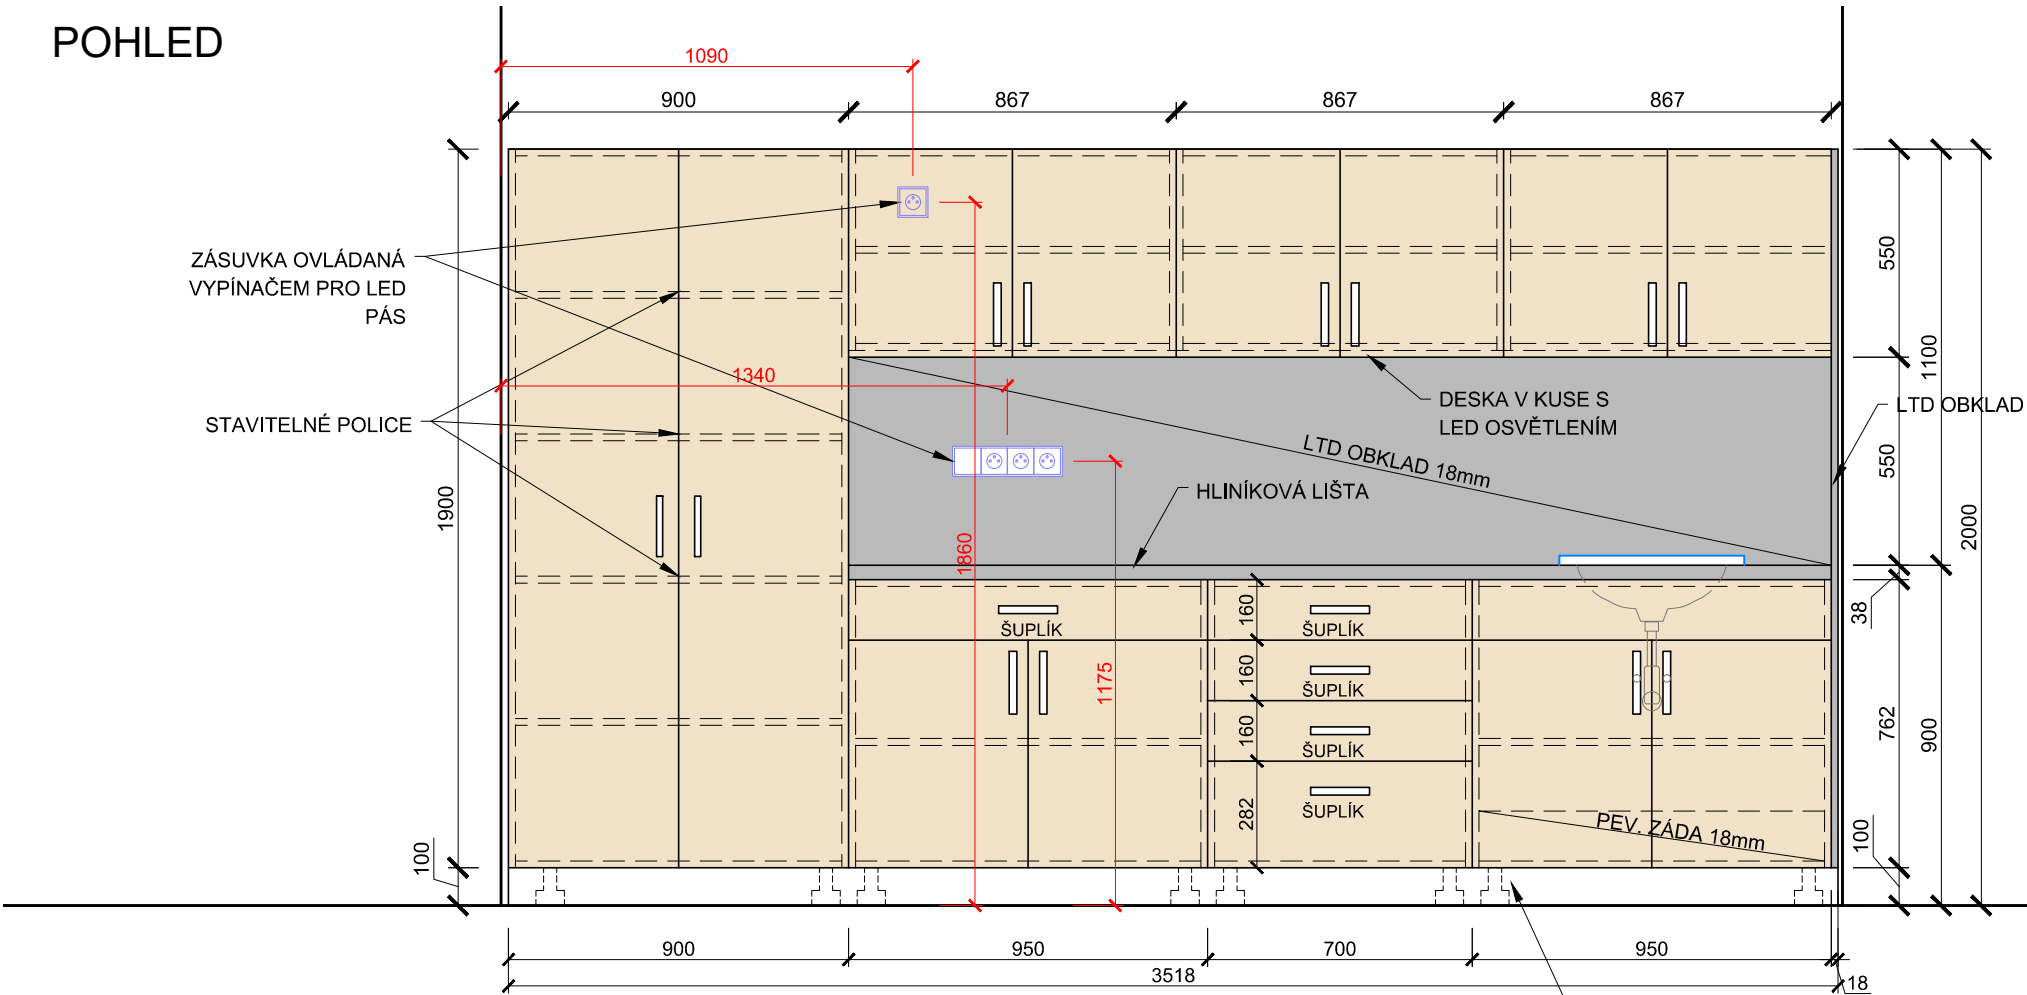 POHLED
1090
900
867
867
867
ZÁSUVKA OVLÁDANÁ
VYPÍNAČEM PRO LED
PÁS
550
1340
1100
DESKA V KUSE S
LED OSVĚTLENÍM
LTD OBKLAD
STAVITELNÉ POLICE
LTD OBKLAD 18mm
550
HLINÍKOVÁ LIŠTA
1900
2000
1860
160
ŠUPLÍK
ŠUPLÍK
38
160
ŠUPLÍK
1175
762
900
160
ŠUPLÍK
282
ŠUPLÍK
PEV. ZÁDA 18mm
100
100
900
950
700
950
3518
18